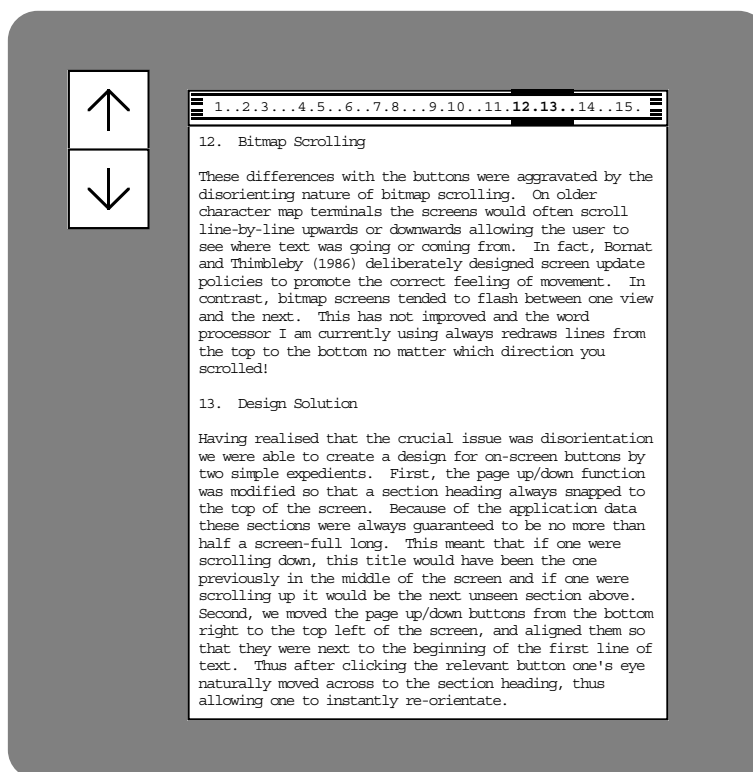 1..2.3...4.5..6..7.8...9.10..11.12.13..14..15.
12. Bitmap Scrolling
These differences with the buttons were aggravated by the
disorienting nature of bitmap scrolling. On older
character map terminals the screens would often scroll
line-by-line upwards or downwards allowing the user to
see where text was going or coming from. In fact, Bornat
and Thimbleby (1986) deliberately designed screen update
policies to promote the correct feeling of movement. In
contrast, bitmap screens tended to flash between one view
and the next. This has not improved and the word
processor I am currently using always redraws lines from
the top to the bottom no matter which direction you
scrolled!
13. Design Solution
Having realised that the crucial issue was disorientation
we were able to create a design for on-screen buttons by
two simple expedients. First, the page up/down function
was modified so that a section heading always snapped to
the top of the screen. Because of the application data
these sections were always guaranteed to be no more than
half a screen-full long. This meant that if one were
scrolling down, this title would have been the one
previously in the middle of the screen and if one were
scrolling up it would be the next unseen section above.
Second, we moved the page up/down buttons from the bottom
right to the top left of the screen, and aligned them so
that they were next to the beginning of the first line of
text. Thus after clicking the relevant button one's eye
naturally moved across to the section heading, thus
allowing one to instantly re-orientate.